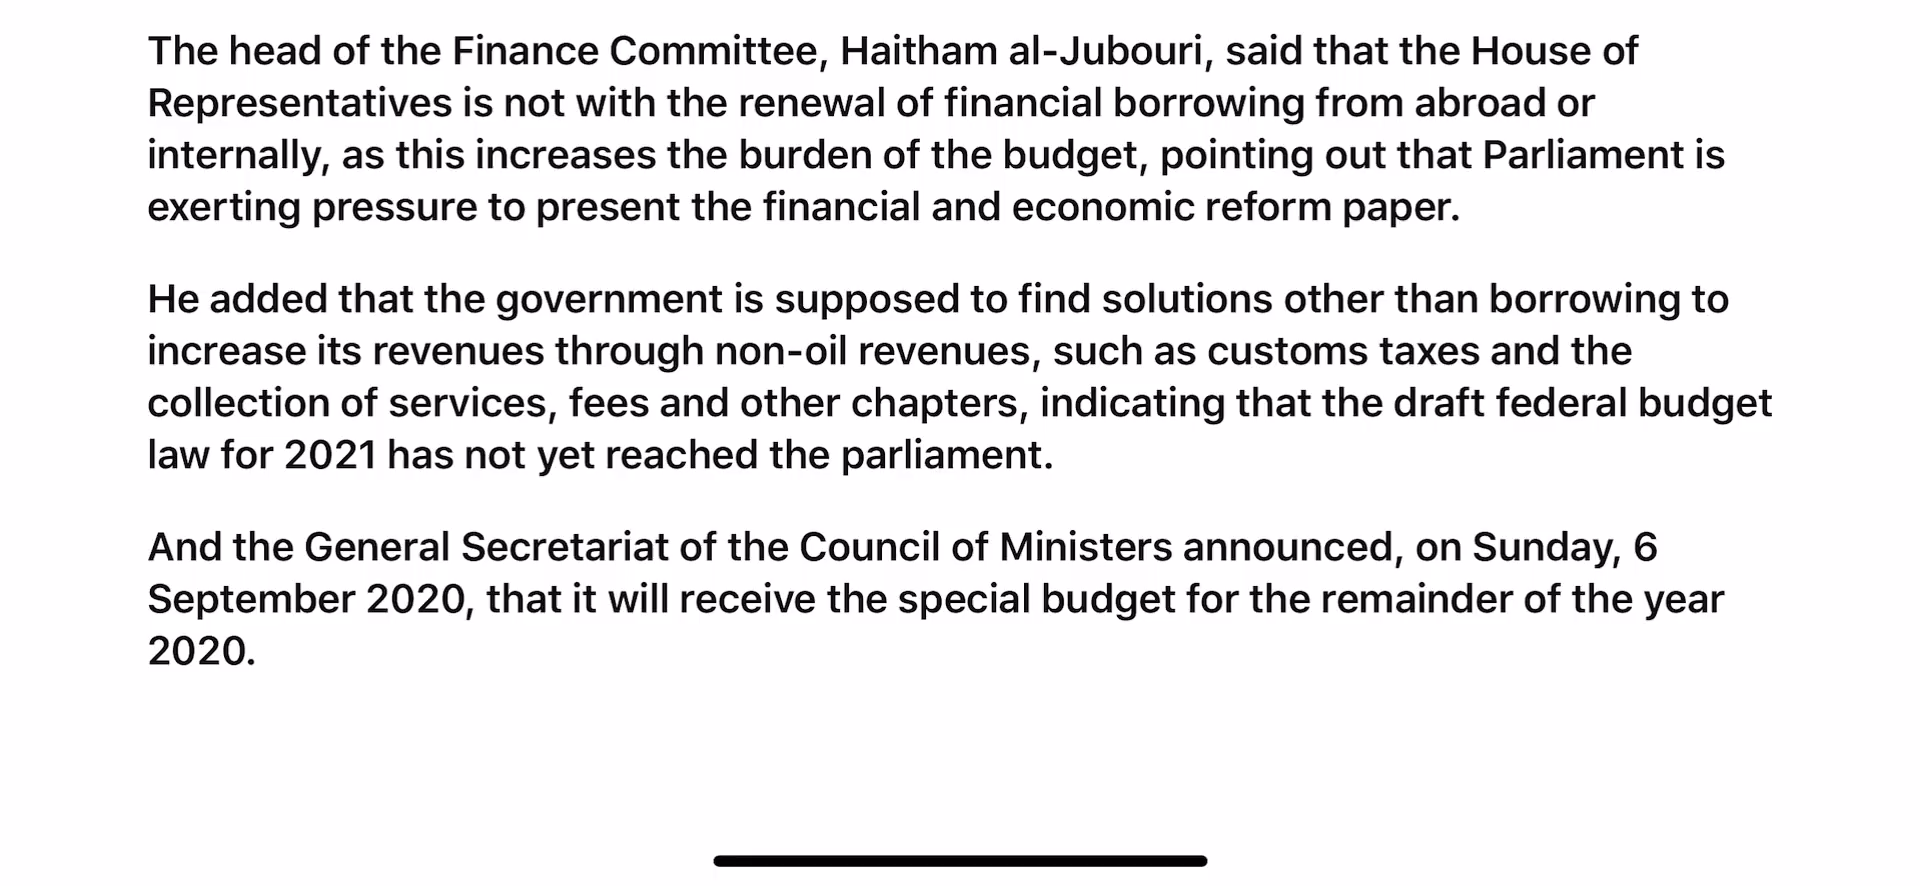 The head of the Finance Committee, Haitham al-Jubouri, said that the House of
Representatives is not with the renewal of financial borrowing from abroad or
internally, as this increases the burden of the budget, pointing out that Parliament is
exerting pressure to present the financial and economic reform paper.
He added that the government is supposed to find solutions other than borrowing to
increase its revenues through non-oil revenues, such as customs taxes and the
collection of services, fees and other chapters, indicating that the draft federal budget
law for 2021 has not yet reached the parliament.
And the General Secretariat of the Council of Ministers announced, on Sunday, 6
September 2020, that it will receive the special budget for the remainder of the year
2020.